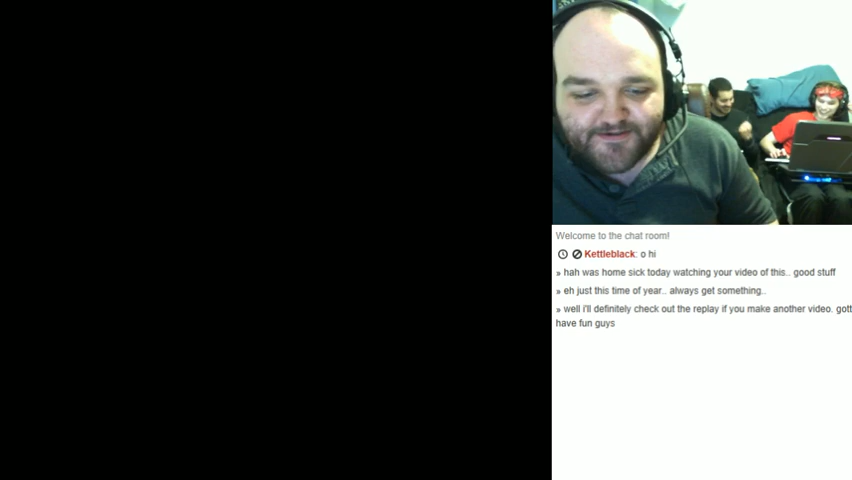 Welcome to the chat room!
Kettleblack: o hi
» hah was home sick today watching your video of this.. good stuff
» eh just this time of year.. always get something..
» well i'll definitely check out the replay if you make another video. gott
have fun guys